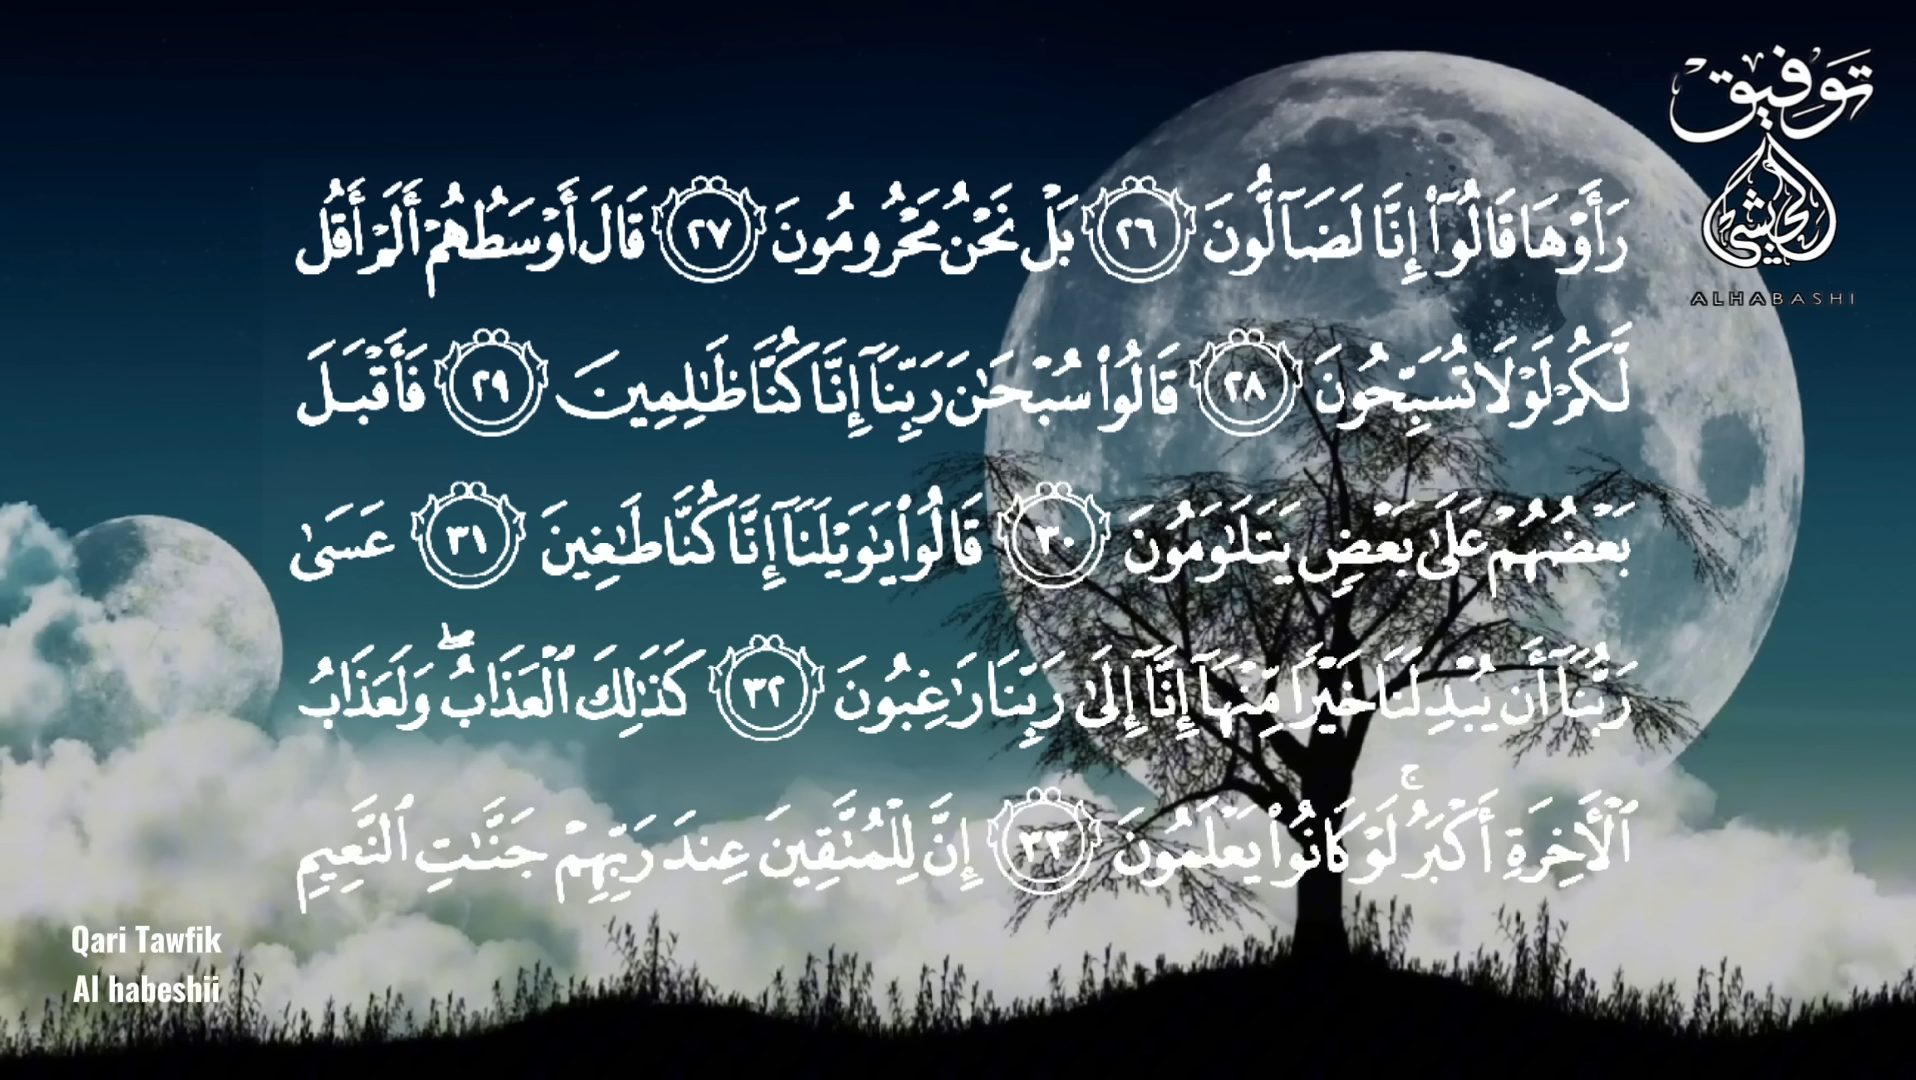 توفيق
الحبشي
ALHABASHI
رَأَوْهَا قَالُوٓا۟ إِنَّا لَضَآلُّونَ ٢٦ بَلْ نَحْنُ مَحْرُومُونَ ٢٧ قَالَ أَوْسَطُهُمْ أَلَمْ أَقُل
لَّكُمْ لَوْلَا تُسَبِّحُونَ ٢٨ قَالُوا۟ سُبْحَـٰنَ رَبِّنَآ إِنَّا كُنَّا ظَـٰلِمِينَ ٢٩ فَأَقْبَلَ
بَعْضُهُمْ عَلَىٰ بَعْضٍ يَتَلَـٰوَمُونَ ٣٠ قَالُوا۟ يَـٰوَيْلَنَآ إِنَّا كُنَّا طَـٰغِينَ ٣١ عَسَىٰ
رَبُّنَآ أَن يُبْدِلَنَا خَيْرًا مِّنْهَآ إِنَّآ إِلَىٰ رَبِّنَا رَٰغِبُونَ ٣٢ كَذَٰلِكَ ٱلْعَذَابُ ۖ وَلَعَذَابُ
ٱلْـَٔاخِرَةِ أَكْبَرُ ۚ لَوْ كَانُوا۟ يَعْلَمُونَ ٣٣ إِنَّ لِلْمُتَّقِينَ عِندَ رَبِّهِمْ جَنَّـٰتِ ٱلنَّعِيمِ
Qari Tawfik
Al habeshii